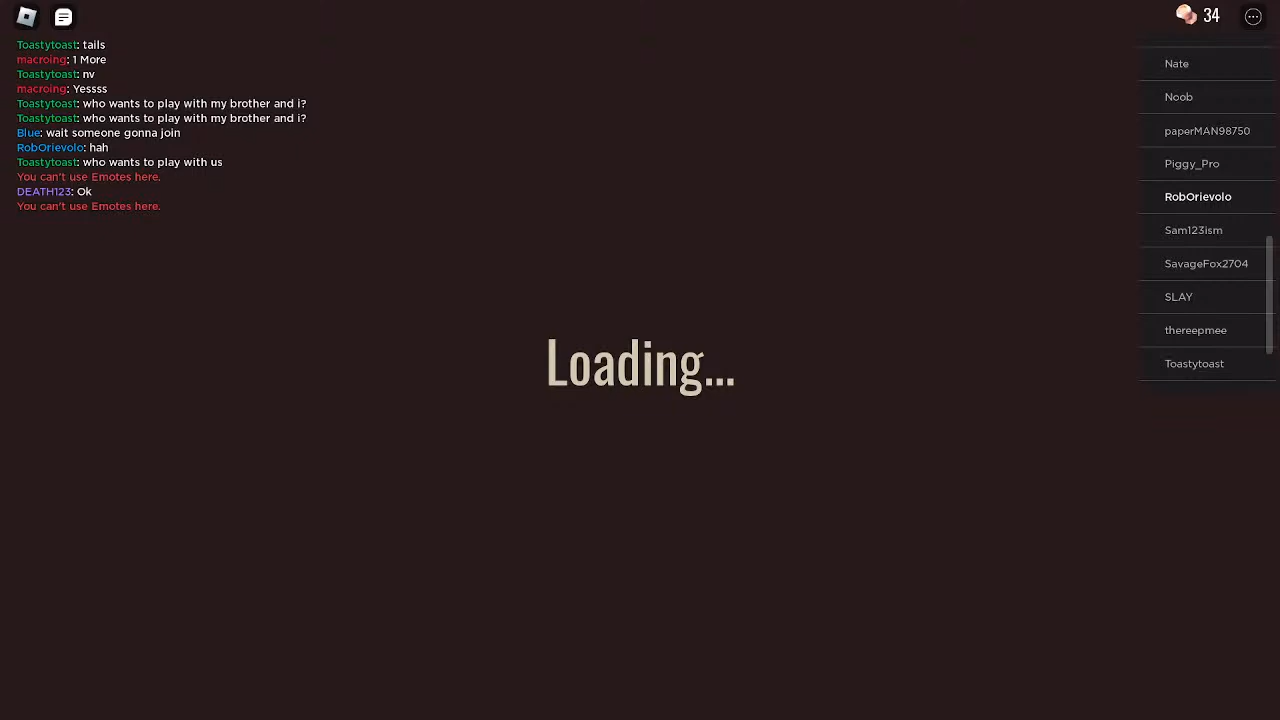 34
Toastytoast: tails
macroing: 1 More
Toastytoast: nv
macroing: Yessss
Toastytoast: who wants to play with my brother and i?
Toastytoast: who wants to play with my brother and i?
Blue: wait someone gonna join
RobOrievolo: hah
Toastytoast: who wants to play with us
You can't use Emotes here.
DEATH123: Ok
You can't use Emotes here.
Nate
Noob
paperMAN98750
Piggy_Pro
RobOrievolo
Sam123ism
SavageFox2704
SLAY
thereepmee
Toastytoast
Loading...